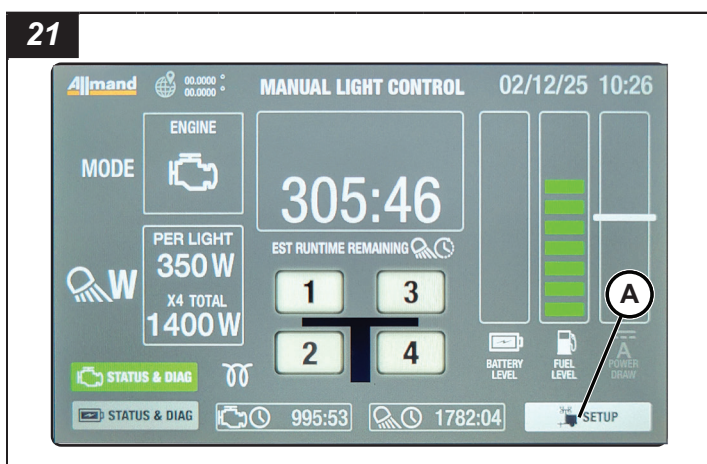 21
Allmand 00.0000 ° 00.0000 ° MANUAL LIGHT CONTROL 02/12/25 10:26
ENGINE
MODE
305:46
PER LIGHT
350 W
EST RUNTIME REMAINING
W
X4 TOTAL
1400 W
1 3
2 4
A
BATTERY LEVEL
FUEL LEVEL
A
POWER DRAW
STATUS & DIAG
STATUS & DIAG 995:53 1782:04 SETUP